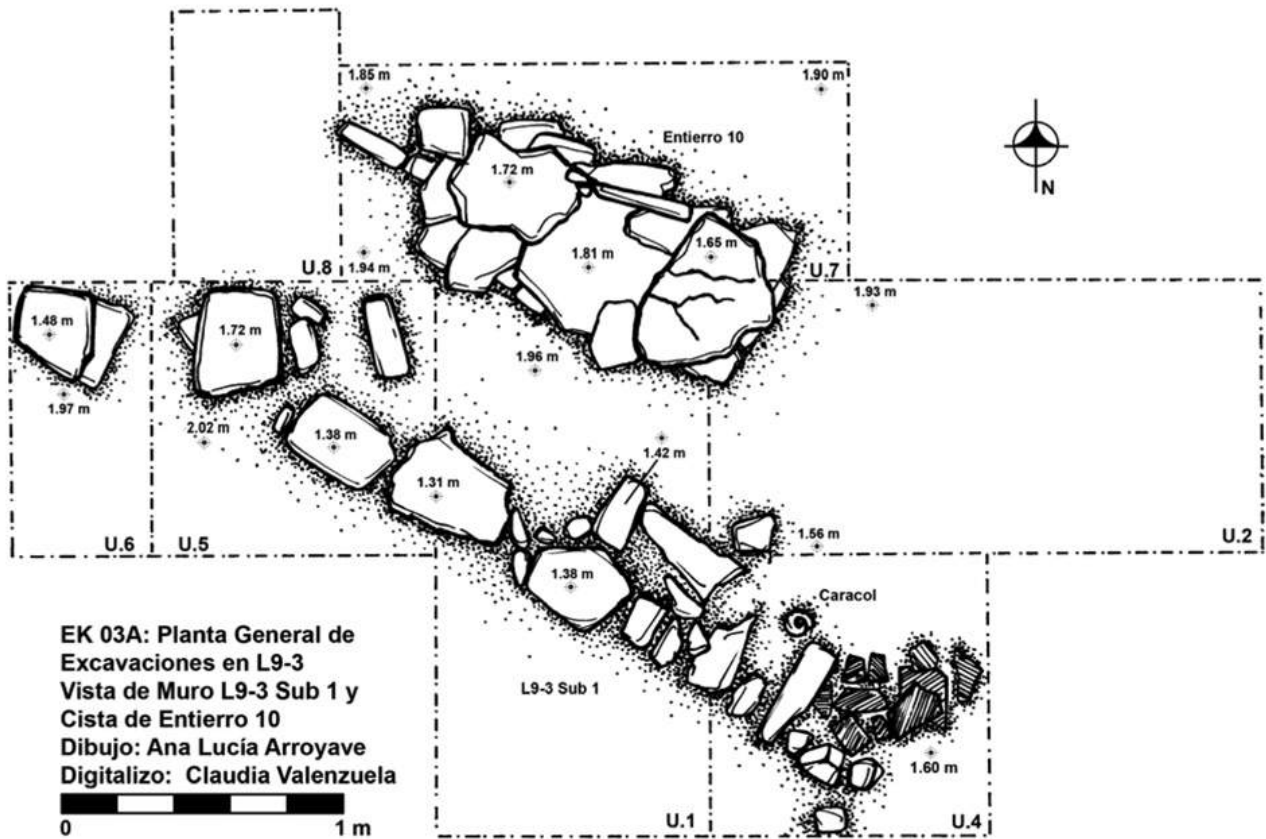 1.85 m
1.90 m
Entierro 10
1.72 m
N
1.81 m
1.65 m
U.8
1.94 m
U.7
1.48 m
1.72 m
1.93 m
1.96 m
1.97 m
2.02 m
1.38 m
1.42 m
1.31 m
U.6
U.5
1.56 m
U.2
1.38 m
Caracol
EK 03A: Planta General de
Excavaciones en L9-3
Vista de Muro L9-3 Sub 1 y
Cista de Entierro 10
Dibujo: Ana Lucía Arroyave
Digitalizo: Claudia Valenzuela
L9-3 Sub 1
1.60 m
0
1 m
U.1
U.4